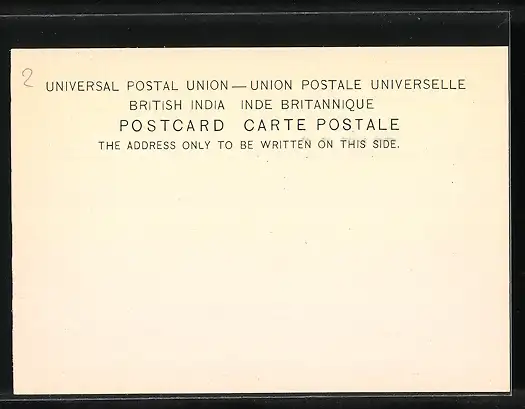 2
UNIVERSAL POSTAL UNION — UNION POSTALE UNIVERSELLE
BRITISH INDIA INDE BRITANNIQUE
POSTCARD CARTE POSTALE
THE ADDRESS ONLY TO BE WRITTEN ON THIS SIDE.